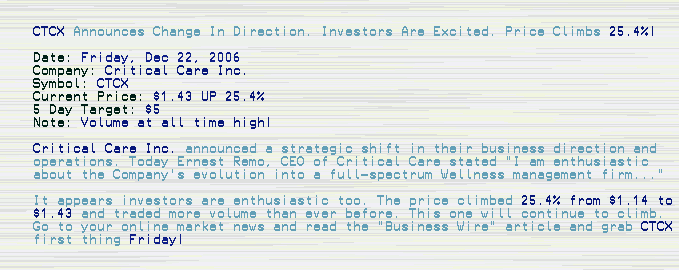 CTCX Announces Change In Direction. Investors Are Excited. Price Climbs 25.4%!
Date: Friday, Dec 22, 2006
Company: Critical Care Inc.
Symbol: CTCX
Current Price: $1.43 UP 25.4%
5 Day Target: $5
Note: Volume at all time high!
Critical Care Inc. announced a strategic shift in their business direction and
operations. Today Ernest Remo, CEO of Critical Care stated "I am enthusiastic
about the Company's evolution into a full-spectrum Wellness management firm..."
It appears investors are enthusiastic too. The price climbed 25.4% from $1.14 to
$1.43 and traded more volume than ever before. This one will continue to climb.
Go to your online market news and read the "Business Wire" article and grab CTCX
first thing Friday!